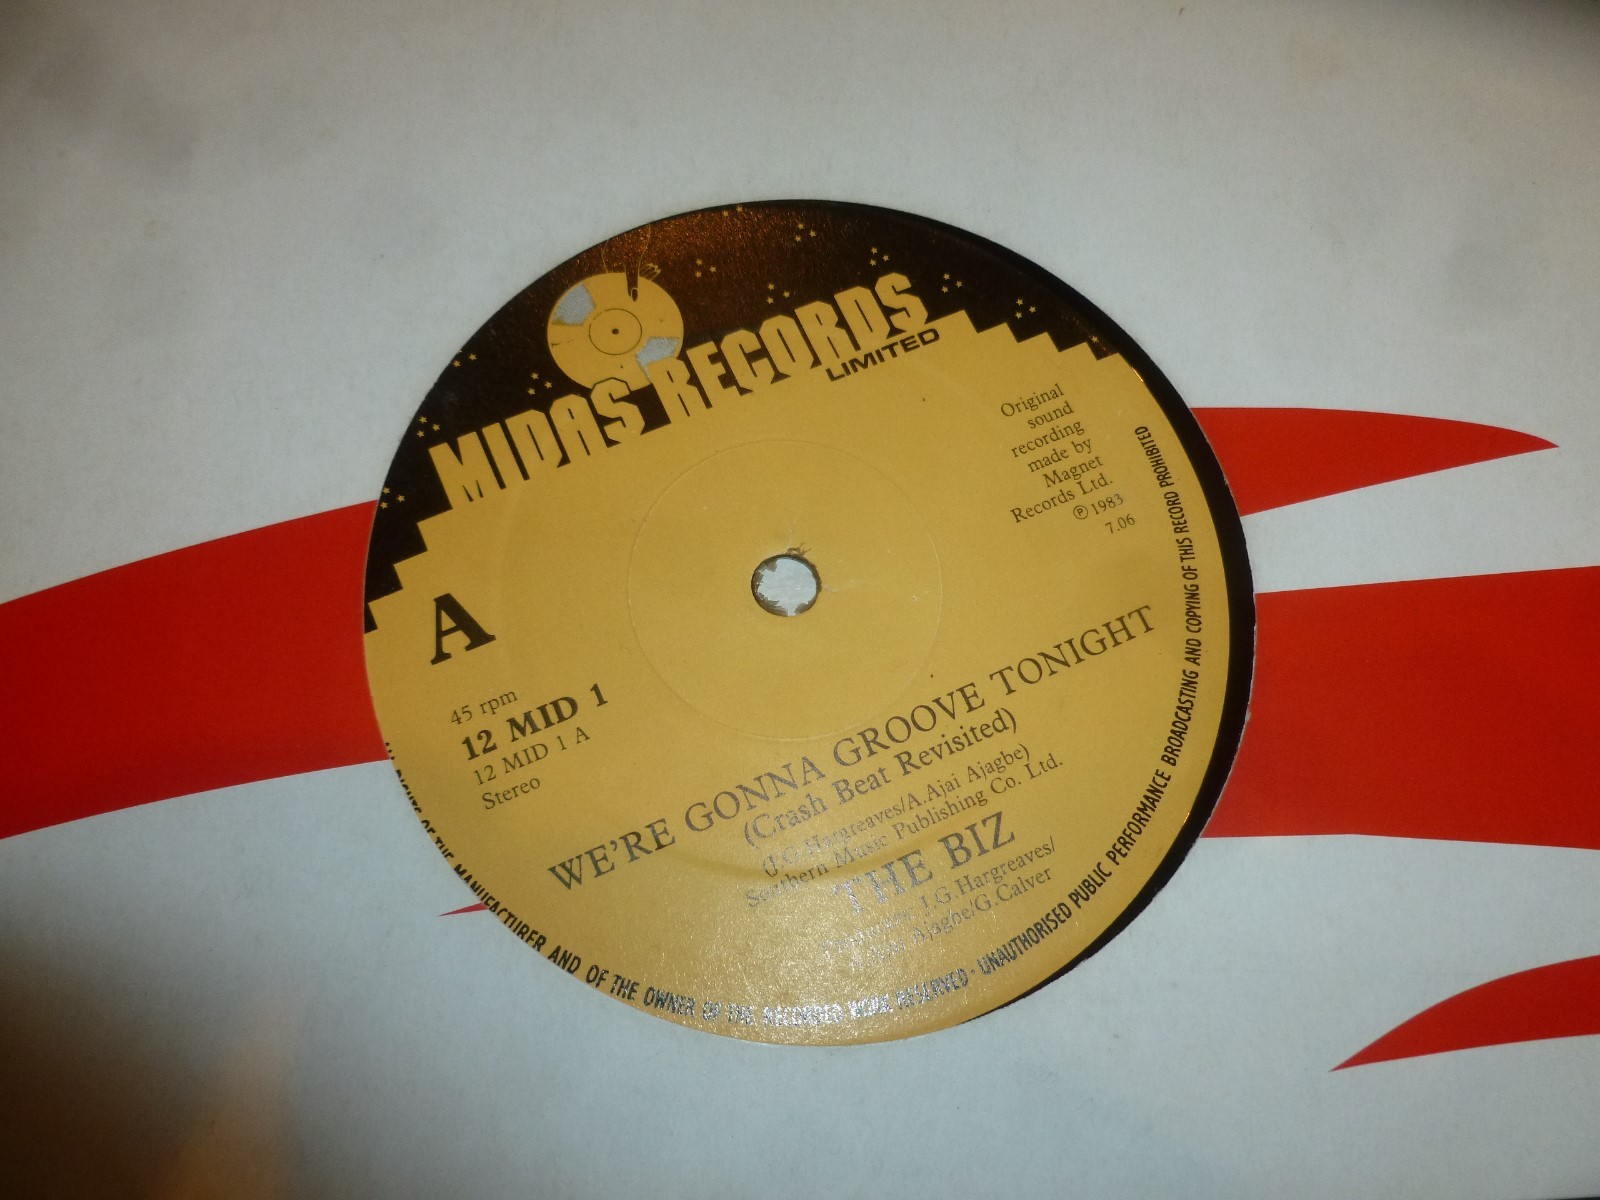 MIDAS RECORDS
LIMITED
Original
sound
recording
made by
Magnet
Records Ltd.
℗ 1983
7.06
A
45 rpm
12 MID 1
12 MID 1 A
Stereo
WE'RE GONNA GROOVE TONIGHT
(Crash Beat Revisited)
(J.G.Hargreaves/A.Ajai Ajagbe)
Southern Music Publishing Co. Ltd.
THE BIZ
J.G.Hargreaves/
Ajagbe/G.Calver
RIGHTS OF THE MANUFACTURER AND OF THE OWNER OF THE RECORDED WORK RESERVED · UNAUTHORISED PUBLIC PERFORMANCE BROADCASTING AND COPYING OF THIS RECORD PROHIBITED